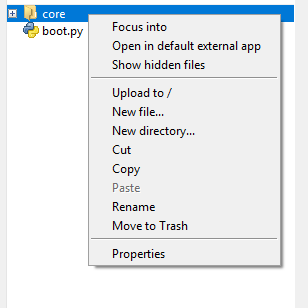 core
boot.py
Focus into
Open in default external app
Show hidden files
Upload to /
New file...
New directory...
Cut
Copy
Paste
Rename
Move to Trash
Properties